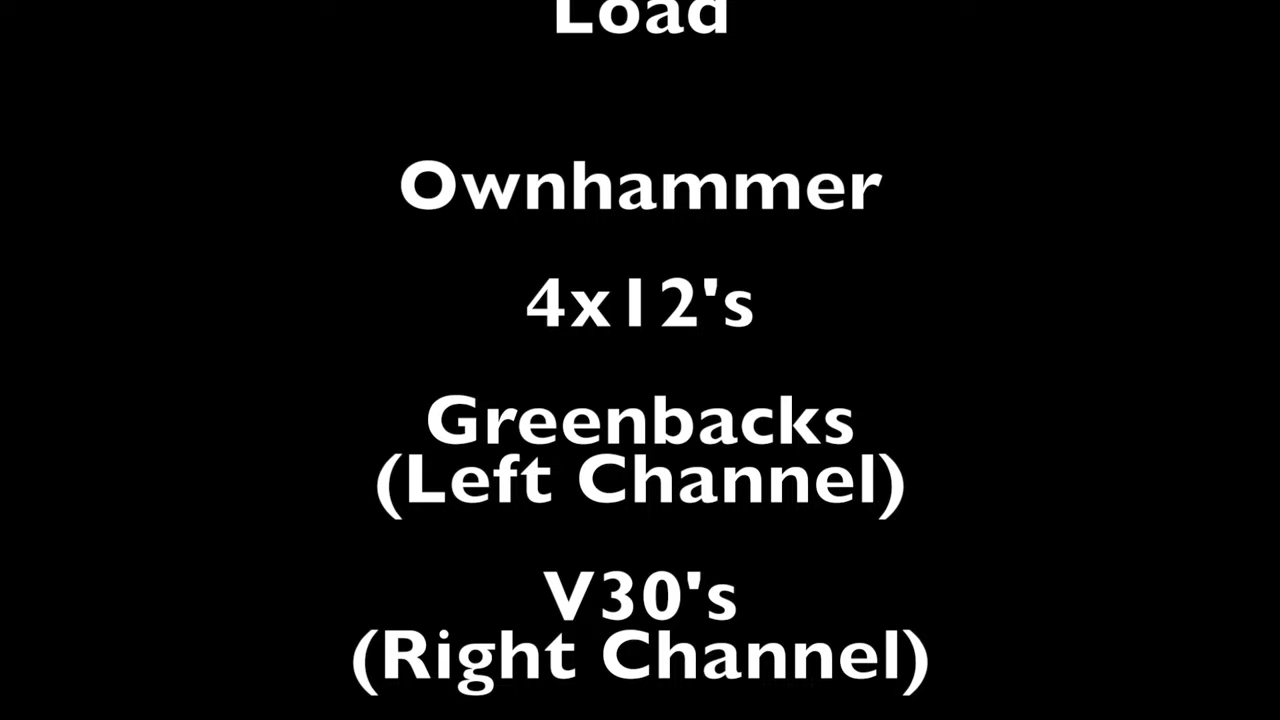 Load
Ownhammer
4x12's
Greenbacks
(Left Channel)
V30's
(Right Channel)